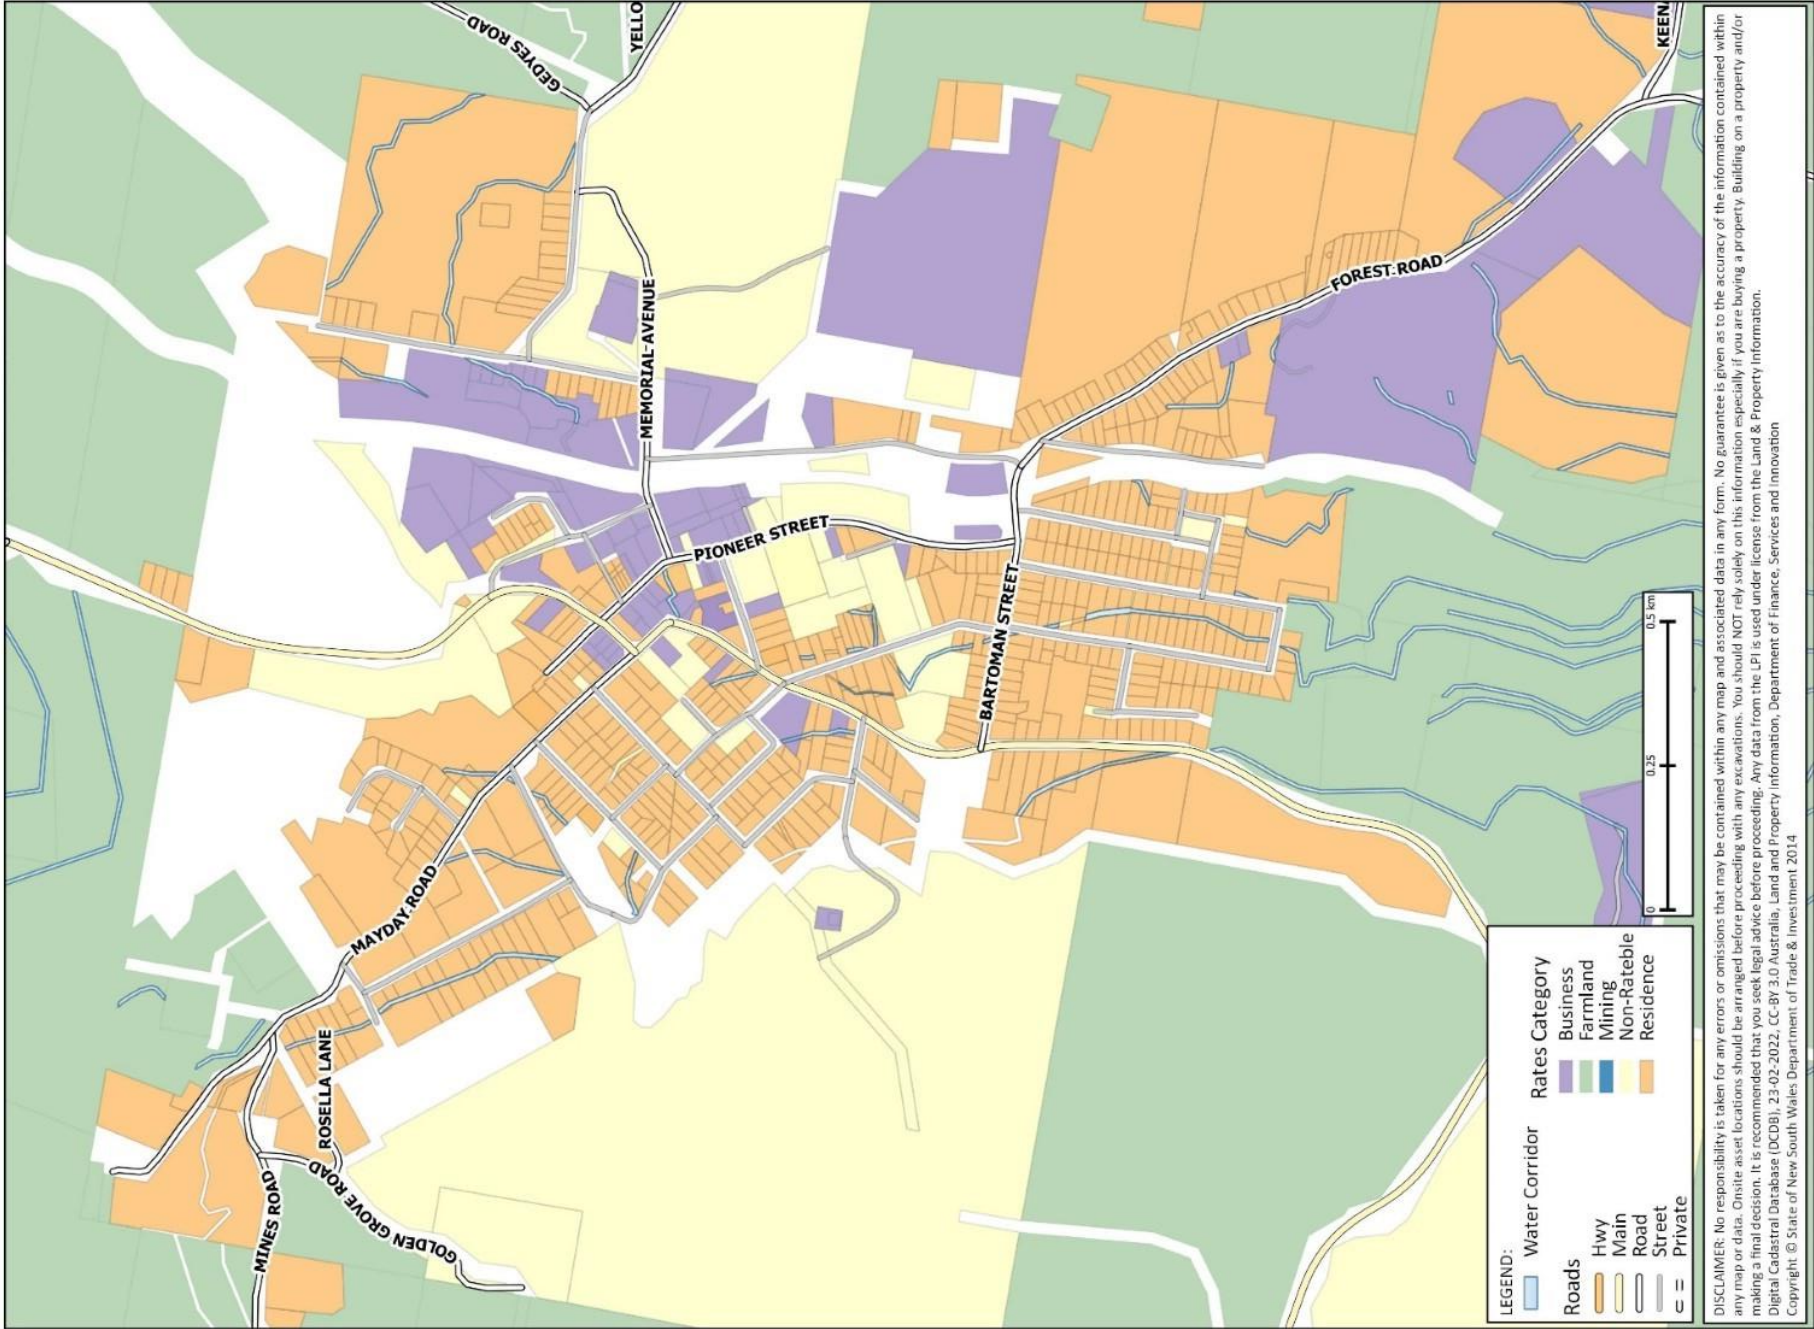 GEDYES ROAD
YELLO
KEEN
MEMORIAL AVENUE
PIONEER STREET
FOREST ROAD
BARTOMAN STREET
MAYDAY ROAD
ROSELLA LANE
MINES ROAD
GOLDEN GROVE ROAD
LEGEND:
Water Corridor
Roads
Hwy
Main
Road
Street
Private
Rates Category
Business
Farmland
Mining
Non-Rateble
Residence
0 0.25 0.5 km
DISCLAIMER: No responsibility is taken for any errors or omissions that may be contained within any map and associated data in any form. No guarantee is given as to the accuracy of the information contained within
any map or data. Onsite asset locations should be arranged before proceeding with any excavations. You should NOT rely solely on this information especially if you are buying a property. Building on a property and/or
making a final decision. It is recommended that you seek legal advice before proceeding. Any data from the LPI is used under license from the Land & Property Information.
Digital Cadastral Database (DCDB), 23-02-2022, CC-BY 3.0 Australia, Land and Property Information, Department of Finance, Services and Innovation
Copyright © State of New South Wales Department of Trade & Investment 2014